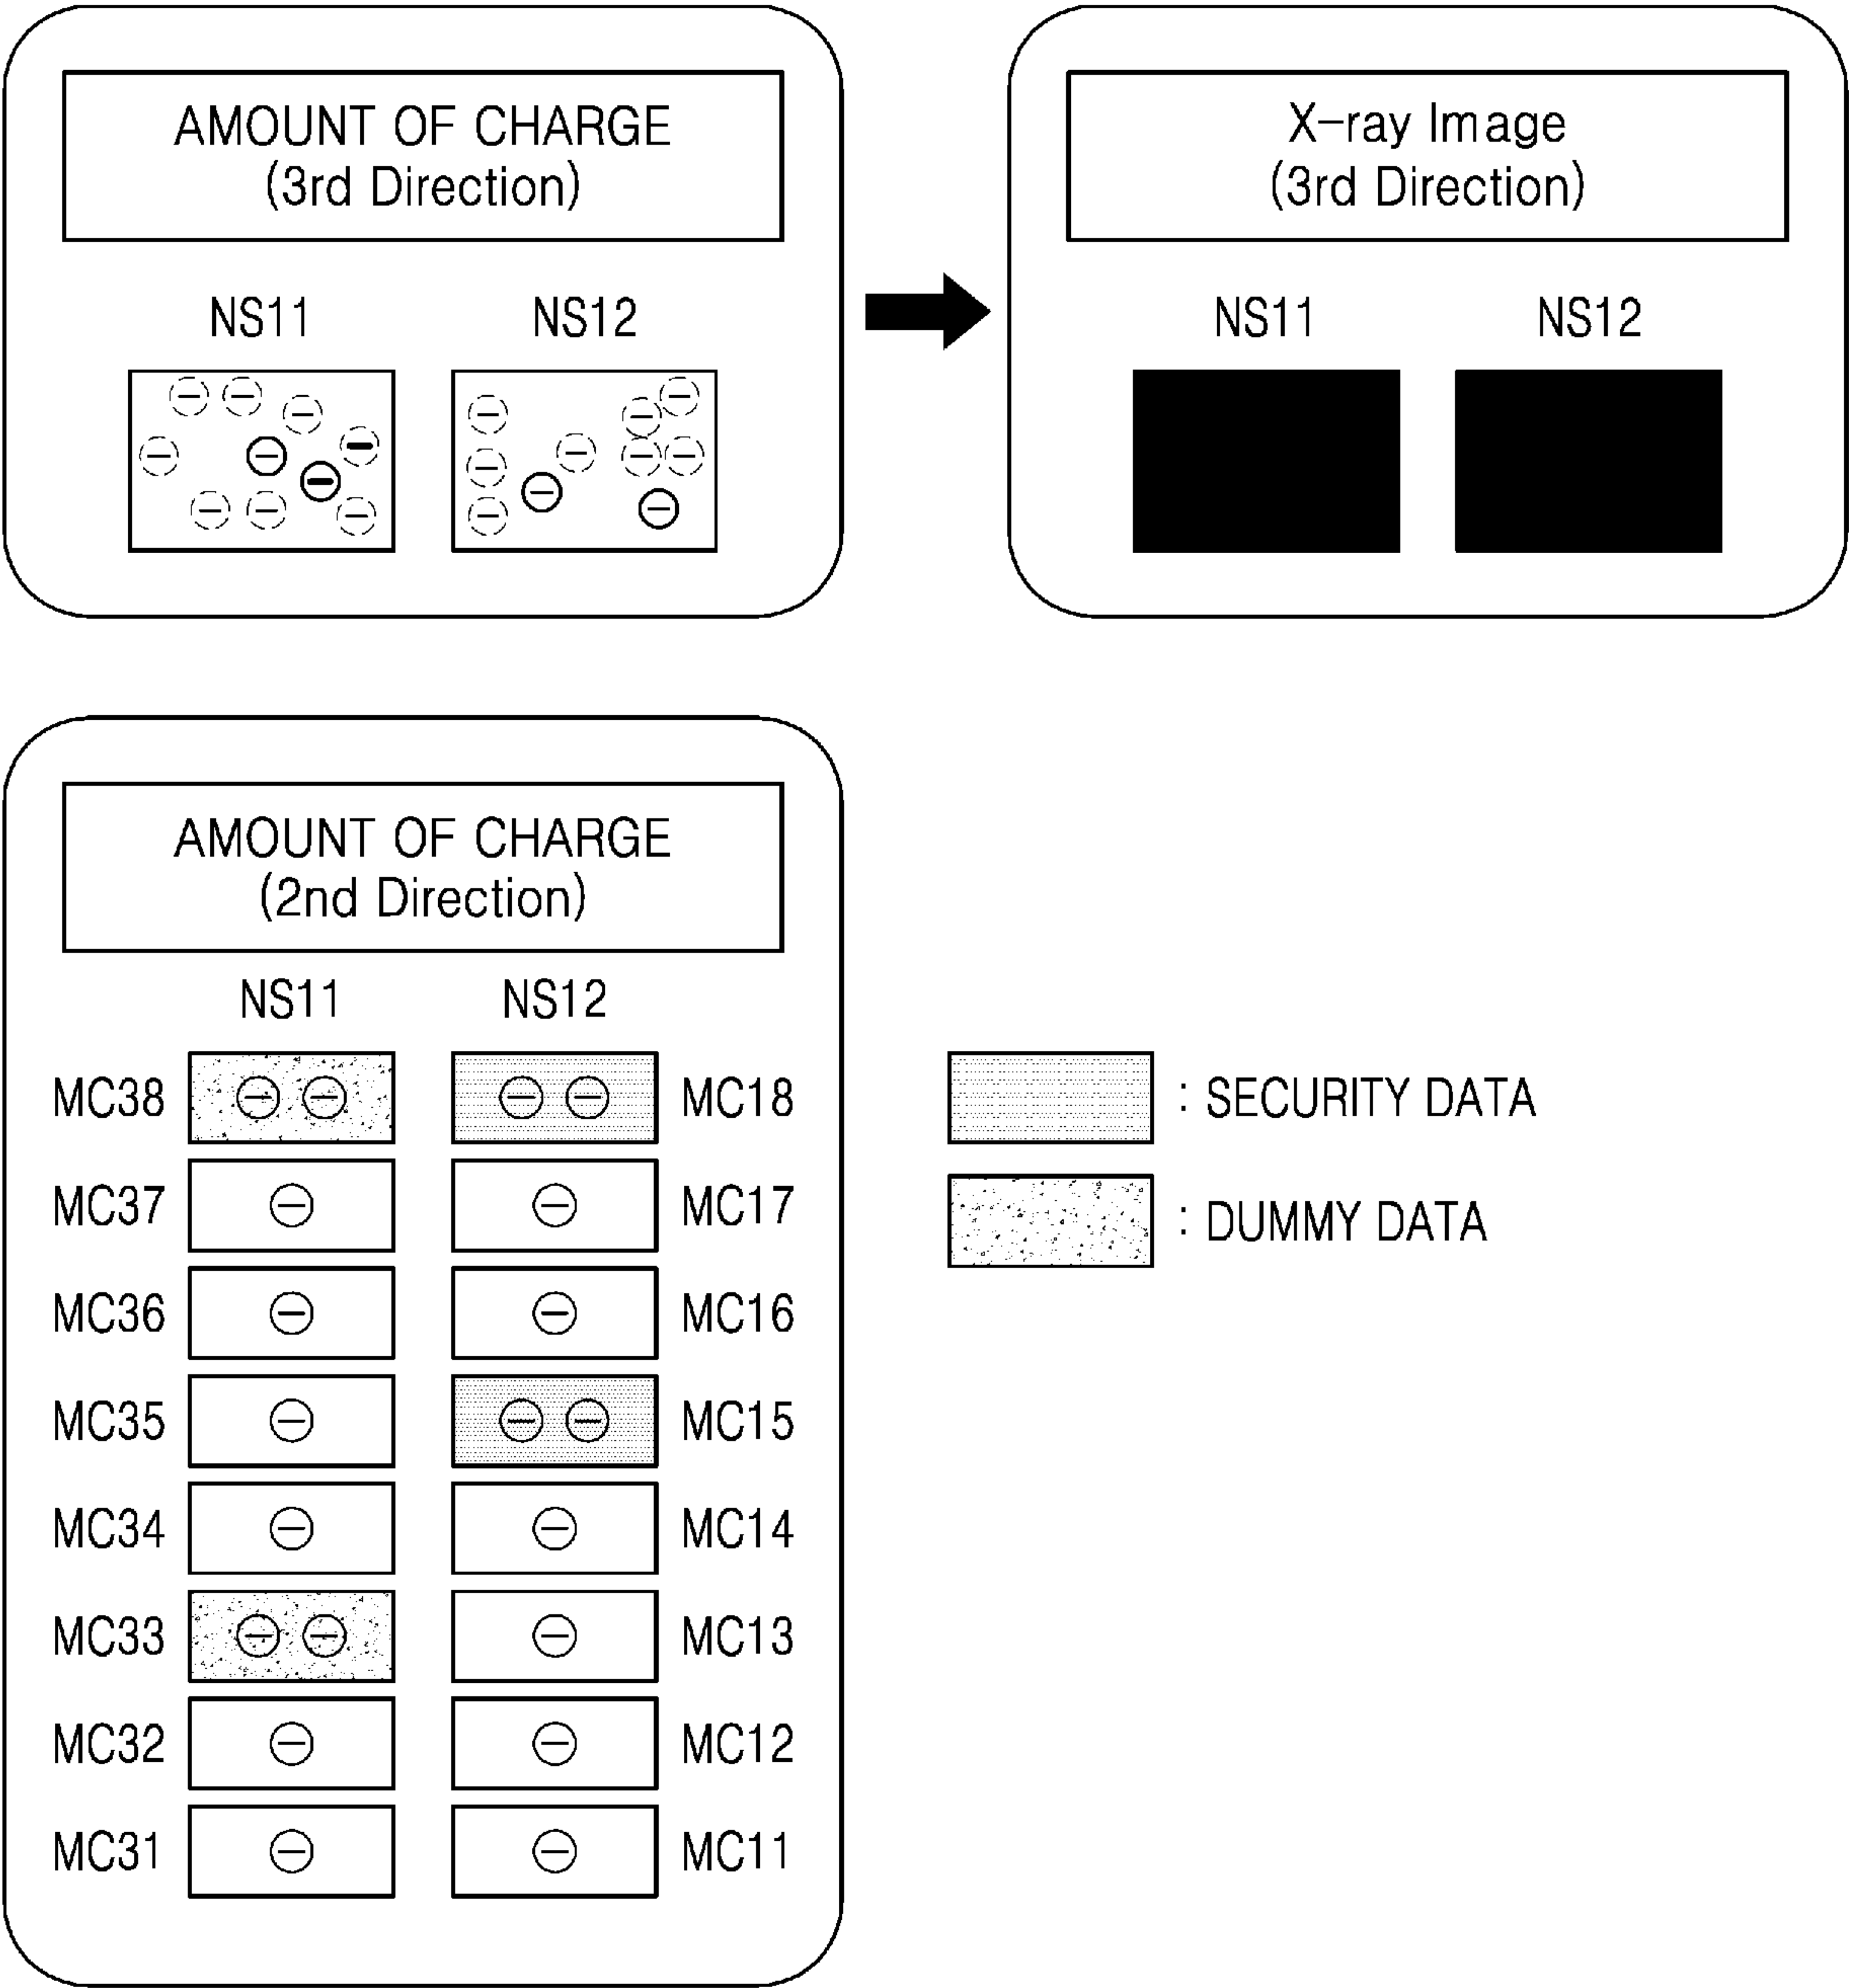 AMOUNT OF CHARGE
(3rd Direction)
NS11 NS12
X-ray Image
(3rd Direction)
NS11 NS12
AMOUNT OF CHARGE
(2nd Direction)
NS11 NS12
MC38 MC18
MC37 MC17
MC36 MC16
MC35 MC15
MC34 MC14
MC33 MC13
MC32 MC12
MC31 MC11
: SECURITY DATA
: DUMMY DATA